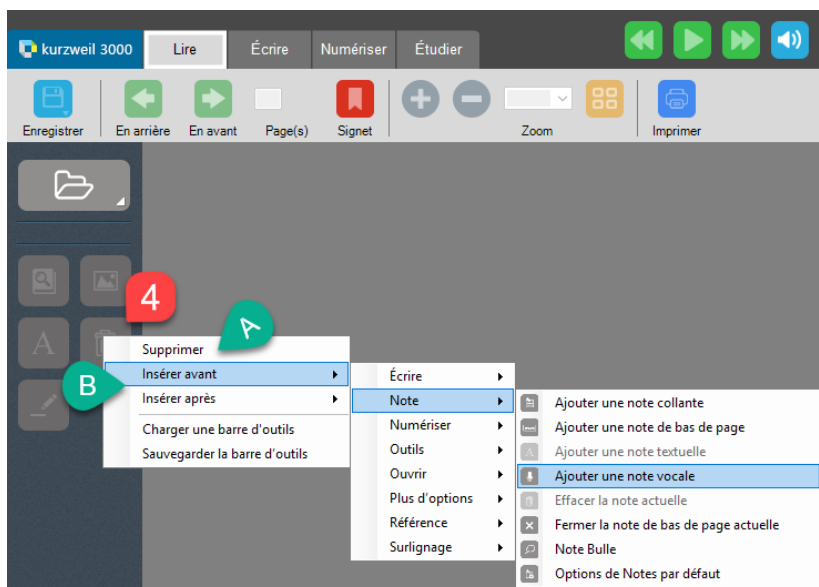 kurzweil 3000 Lire Écrire Numériser Étudier
Enregistrer En arrière En avant Page(s) Signet Zoom Imprimer
4
A
B
Supprimer
Insérer avant
Insérer après
Charger une barre d'outils
Sauvegarder la barre d'outils
Écrire
Note
Numériser
Outils
Ouvrir
Plus d'options
Référence
Surlignage
Ajouter une note collante
Ajouter une note de bas de page
Ajouter une note textuelle
Ajouter une note vocale
Effacer la note actuelle
Fermer la note de bas de page actuelle
Note Bulle
Options de Notes par défaut